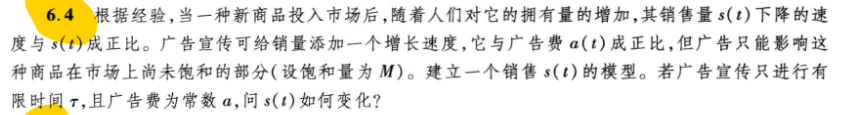 6.4 根据经验,当一种新商品投入市场后,随着人们对它的拥有量的增加,其销售量 s(t)下降的速
度与 s(t)成正比。广告宣传可给销量添加一个增长速度,它与广告费 a(t)成正比,但广告只能影响这
种商品在市场上尚未饱和的部分(设饱和量为 M)。建立一个销售 s(t)的模型。若广告宣传只进行有
限时间 τ,且广告费为常数 a,问 s(t)如何变化?